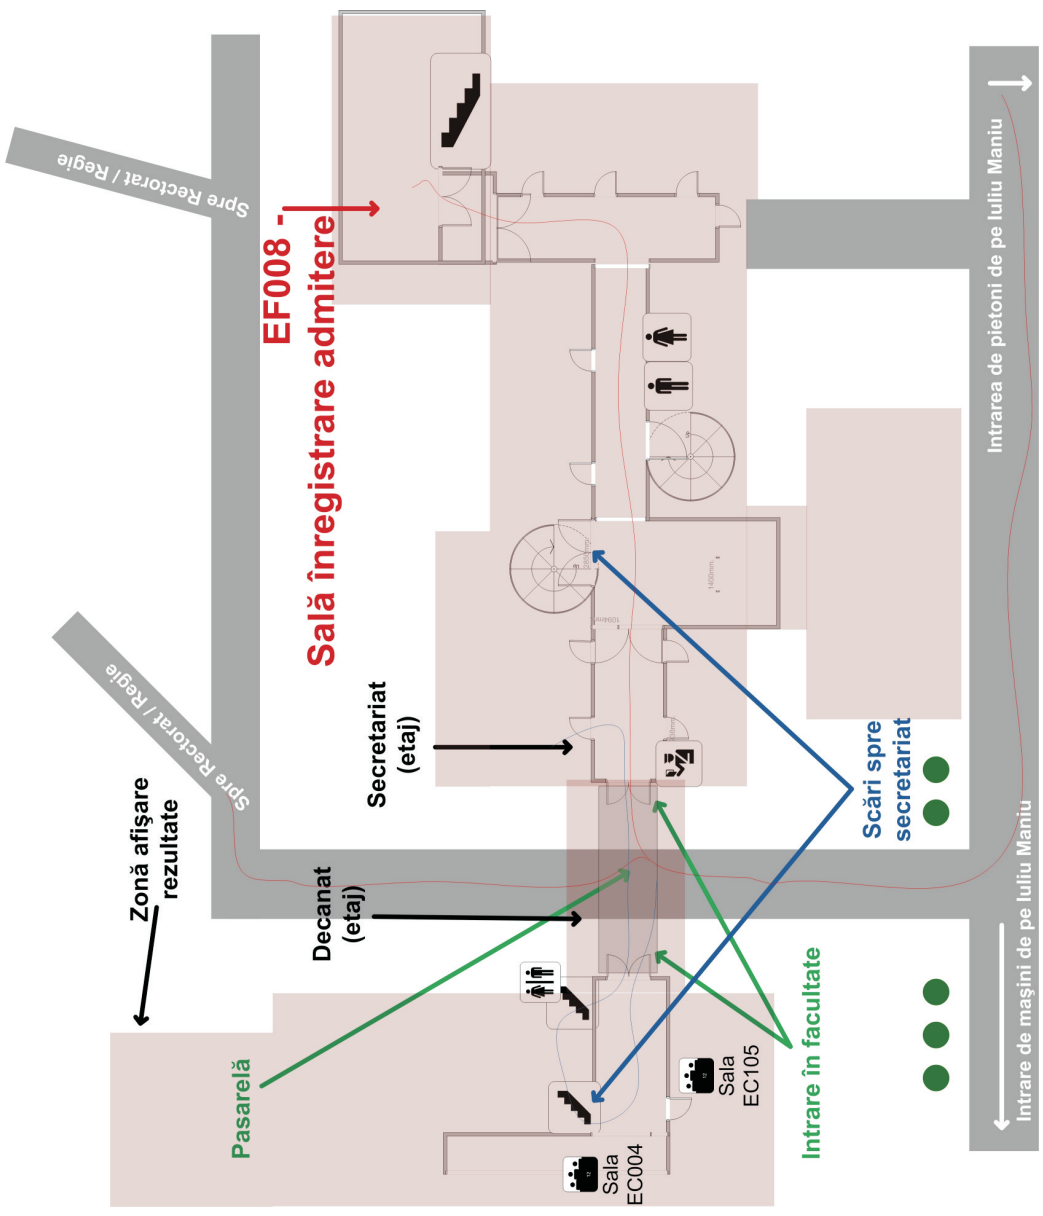 Spre Rectorat / Regie
Spre Rectorat / Regie
Zonă afișare
rezultate
EF008 -
Sală înregistrare admitere
Secretariat
(etaj)
Decanat
(etaj)
Pasarelă
Intrare în facultate
Scări spre
secretariat
Sala
EC004
Sala
EC105
Intrarea de pietoni de pe Iuliu Maniu
Intrare de mașini de pe Iuliu Maniu
1400mm